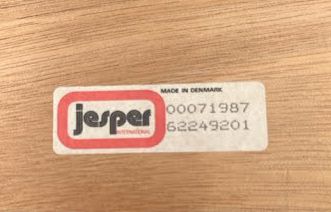 MADE IN DENMARK
jesper
INTERNATIONAL
00071987
62249201